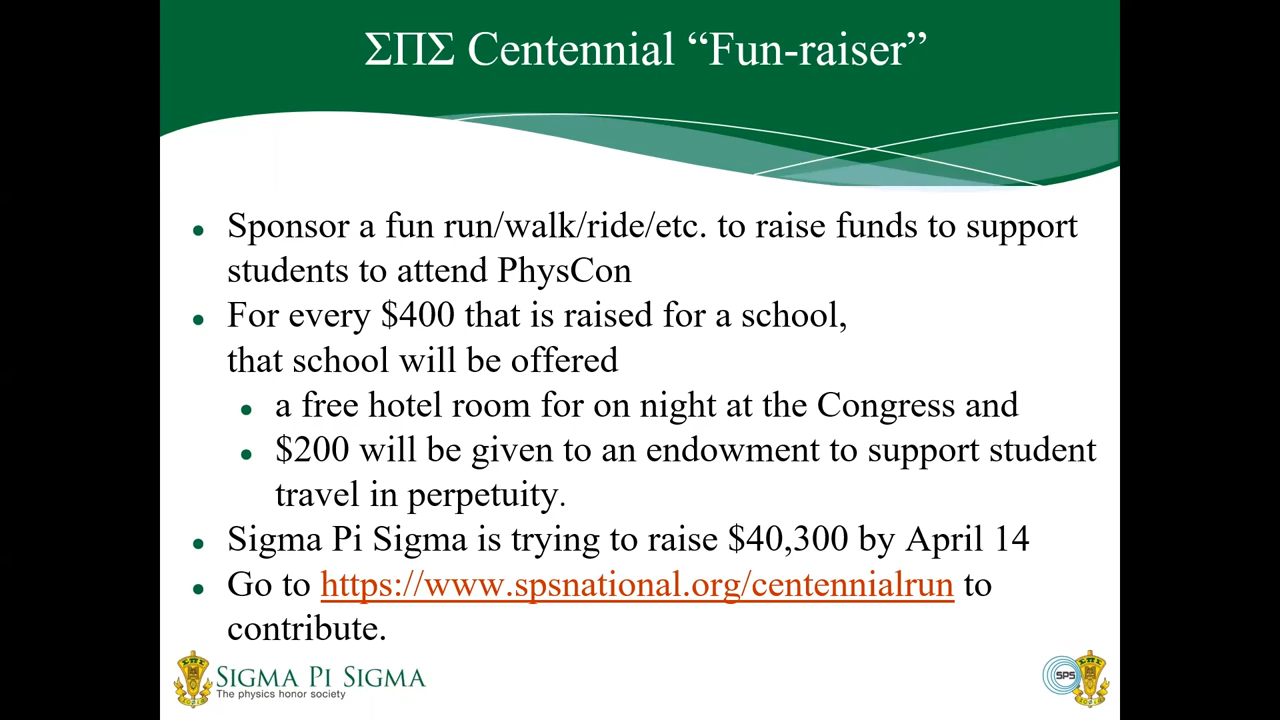 ΣΠΣ Centennial “Fun-raiser”
Sponsor a fun run/walk/ride/etc. to raise funds to support
students to attend PhysCon
For every $400 that is raised for a school,
that school will be offered
a free hotel room for on night at the Congress and
$200 will be given to an endowment to support student
travel in perpetuity.
Sigma Pi Sigma is trying to raise $40,300 by April 14
Go to https://www.spsnational.org/centennialrun to
contribute.
SIGMA PI SIGMA
The physics honor society
SPS